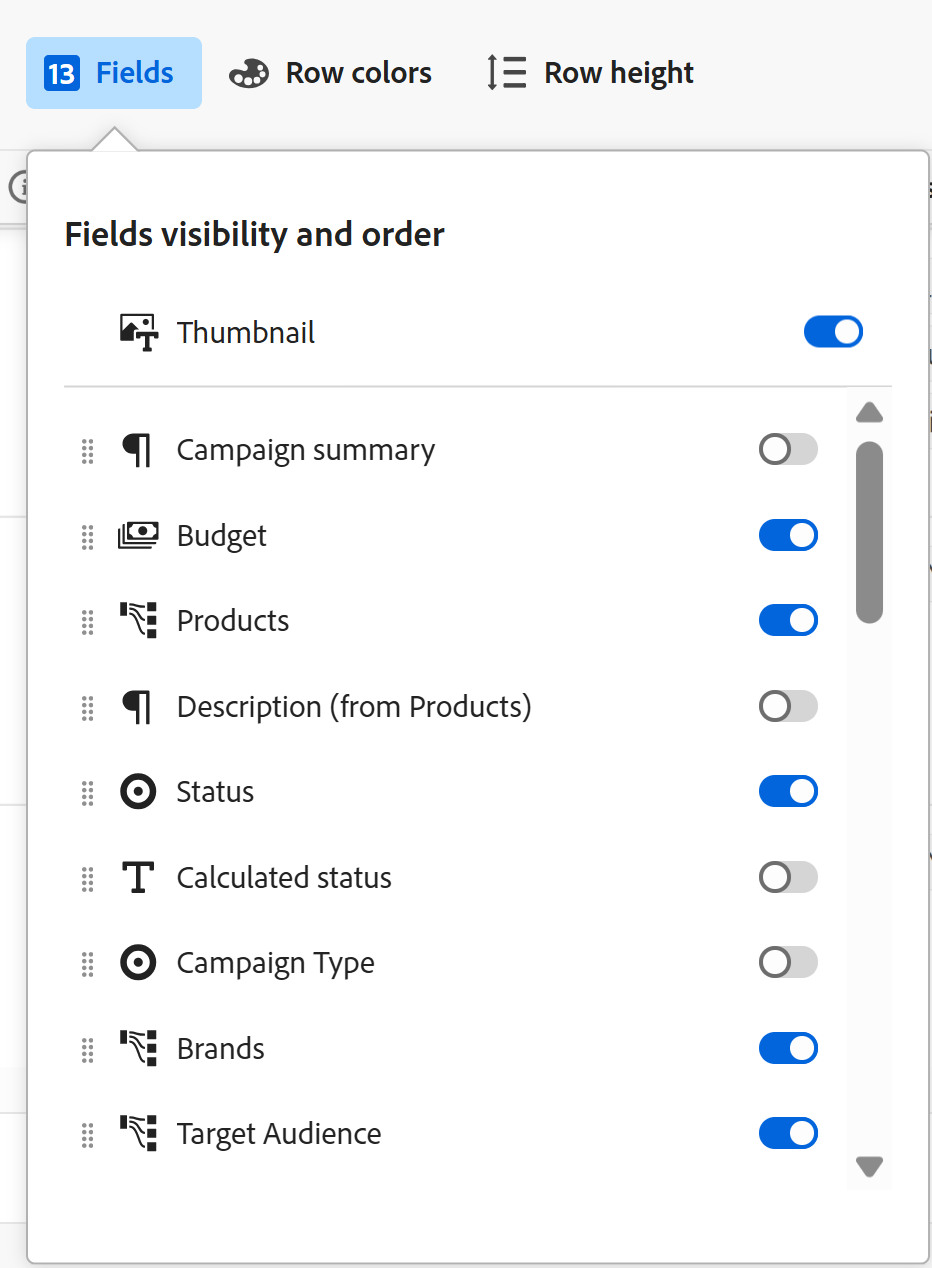 13 Fields Row colors Row height
Fields visibility and order
Thumbnail
Campaign summary
Budget
Products
Description (from Products)
Status
Calculated status
Campaign Type
Brands
Target Audience